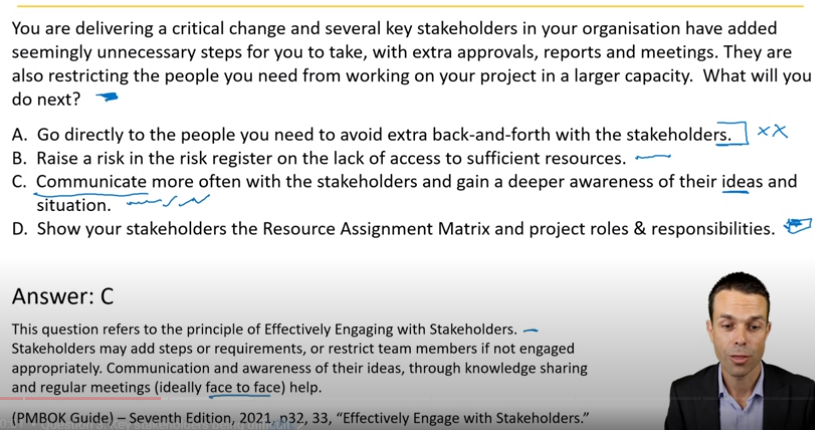 You are delivering a critical change and several key stakeholders in your organisation have added
seemingly unnecessary steps for you to take, with extra approvals, reports and meetings. They are
also restricting the people you need from working on your project in a larger capacity.  What will you
do next?
A.  Go directly to the people you need to avoid extra back-and-forth with the stakeholders.
B.  Raise a risk in the risk register on the lack of access to sufficient resources.
C.  Communicate more often with the stakeholders and gain a deeper awareness of their ideas and
situation.
D.  Show your stakeholders the Resource Assignment Matrix and project roles & responsibilities.
Answer: C
This question refers to the principle of Effectively Engaging with Stakeholders.
Stakeholders may add steps or requirements, or restrict team members if not engaged
appropriately. Communication and awareness of their ideas, through knowledge sharing
and regular meetings (ideally face to face) help.
(PMBOK Guide) – Seventh Edition, 2021, p32, 33, “Effectively Engage with Stakeholders.”